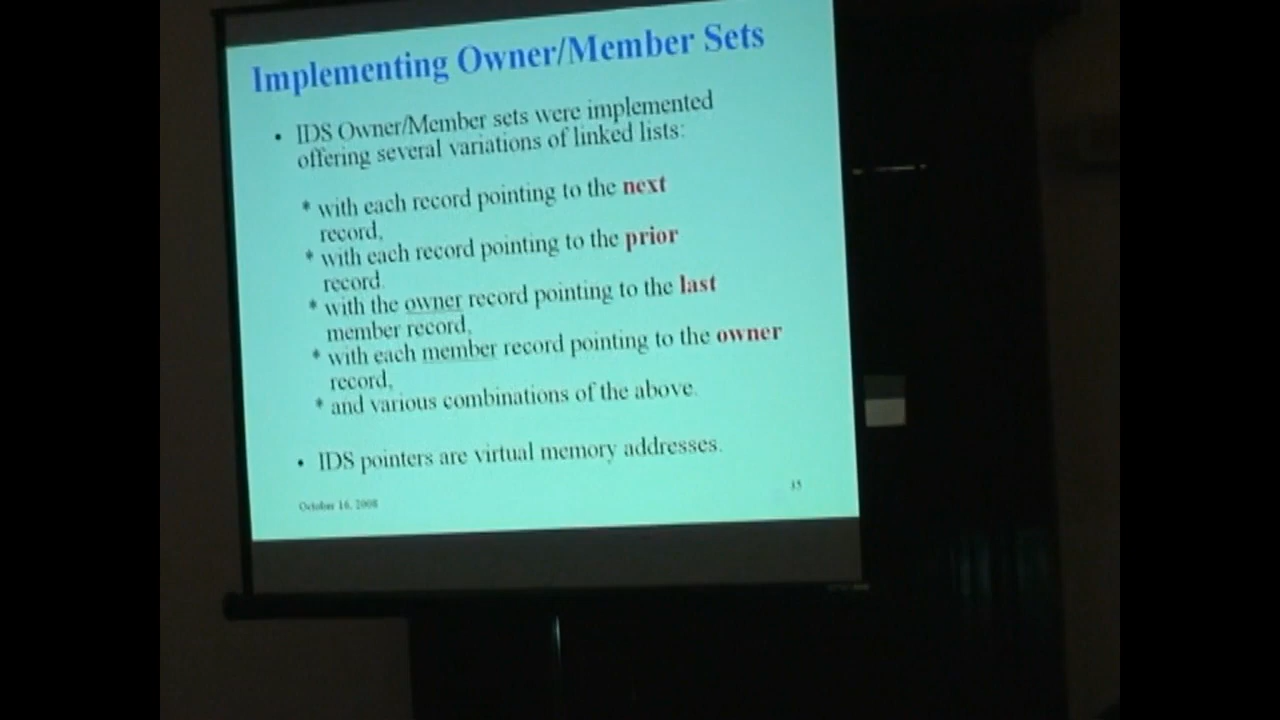 Implementing Owner/Member Sets
• IDS Owner/Member sets were implemented
offering several variations of linked lists:
* with each record pointing to the next
record,
* with each record pointing to the prior
record.
* with the owner record pointing to the last
member record,
* with each member record pointing to the owner
record,
* and various combinations of the above.
• IDS pointers are virtual memory addresses.
October 16, 2008
35